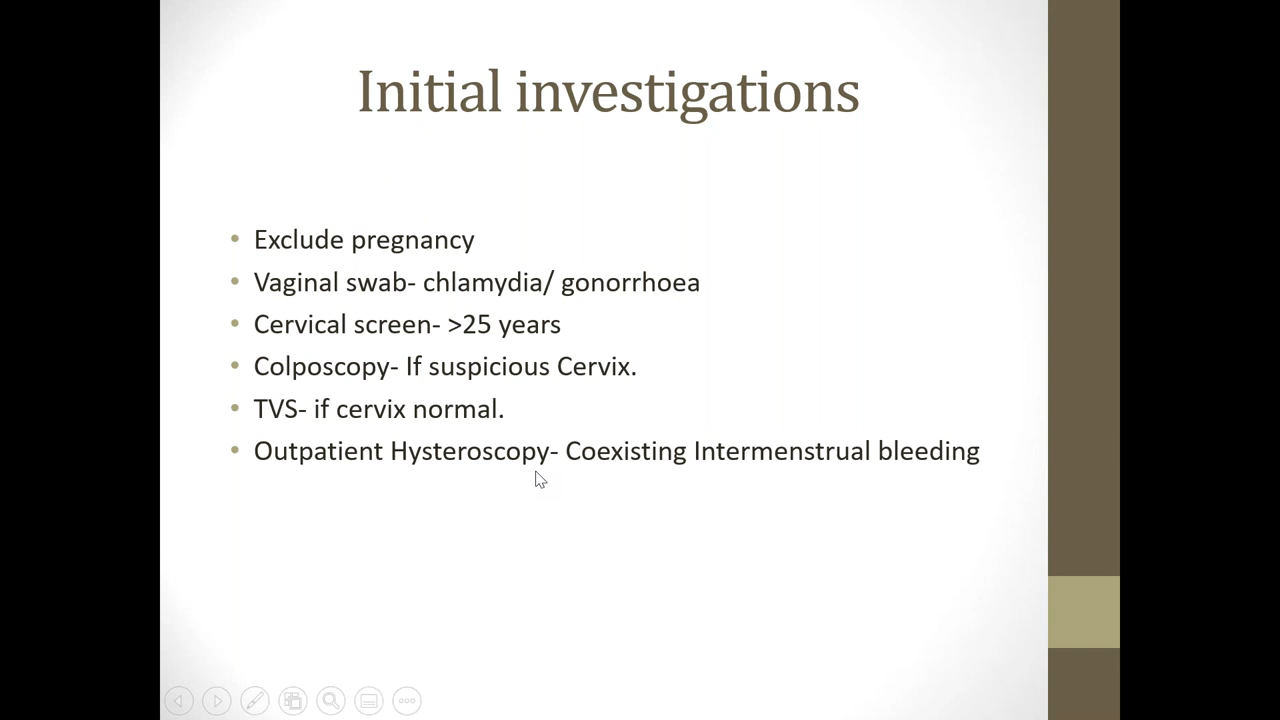 Initial investigations
• Exclude pregnancy
• Vaginal swab- chlamydia/ gonorrhoea
• Cervical screen- >25 years
• Colposcopy- If suspicious Cervix.
• TVS- if cervix normal.
• Outpatient Hysteroscopy- Coexisting Intermenstrual bleeding